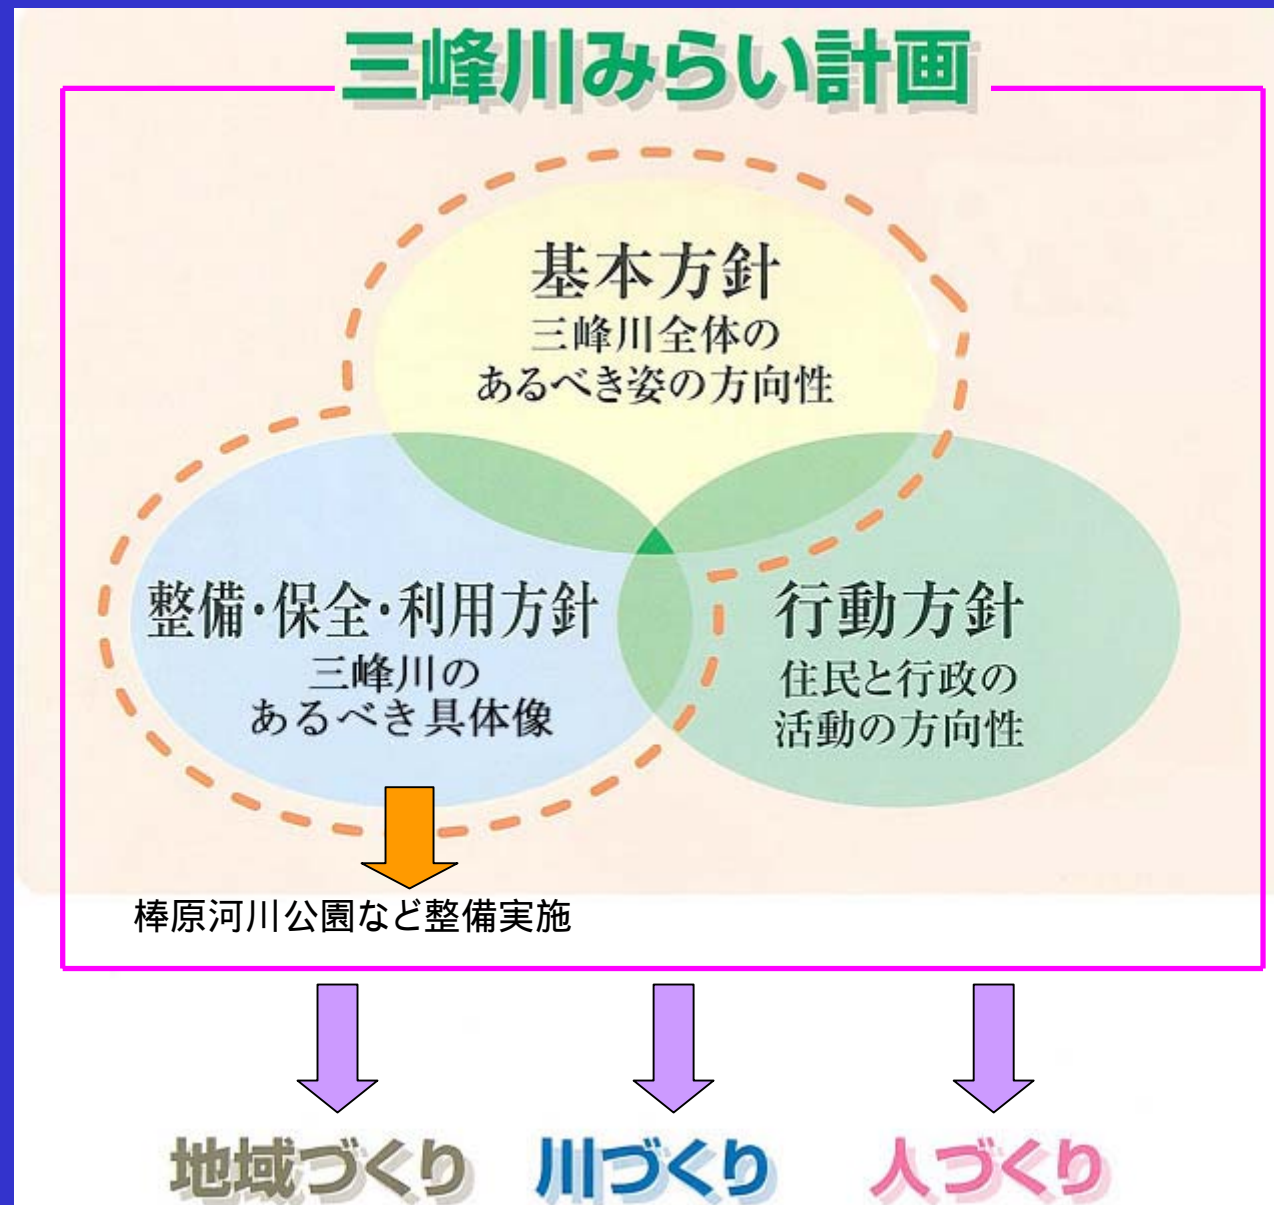 三峰川みらい計画
基本方針
三峰川全体の
あるべき姿の方向性
整備・保全・利用方針
三峰川の
あるべき具体像
行動方針
住民と行政の
活動の方向性
榛原河川公園など整備実施
地域づくり
川づくり
人づくり